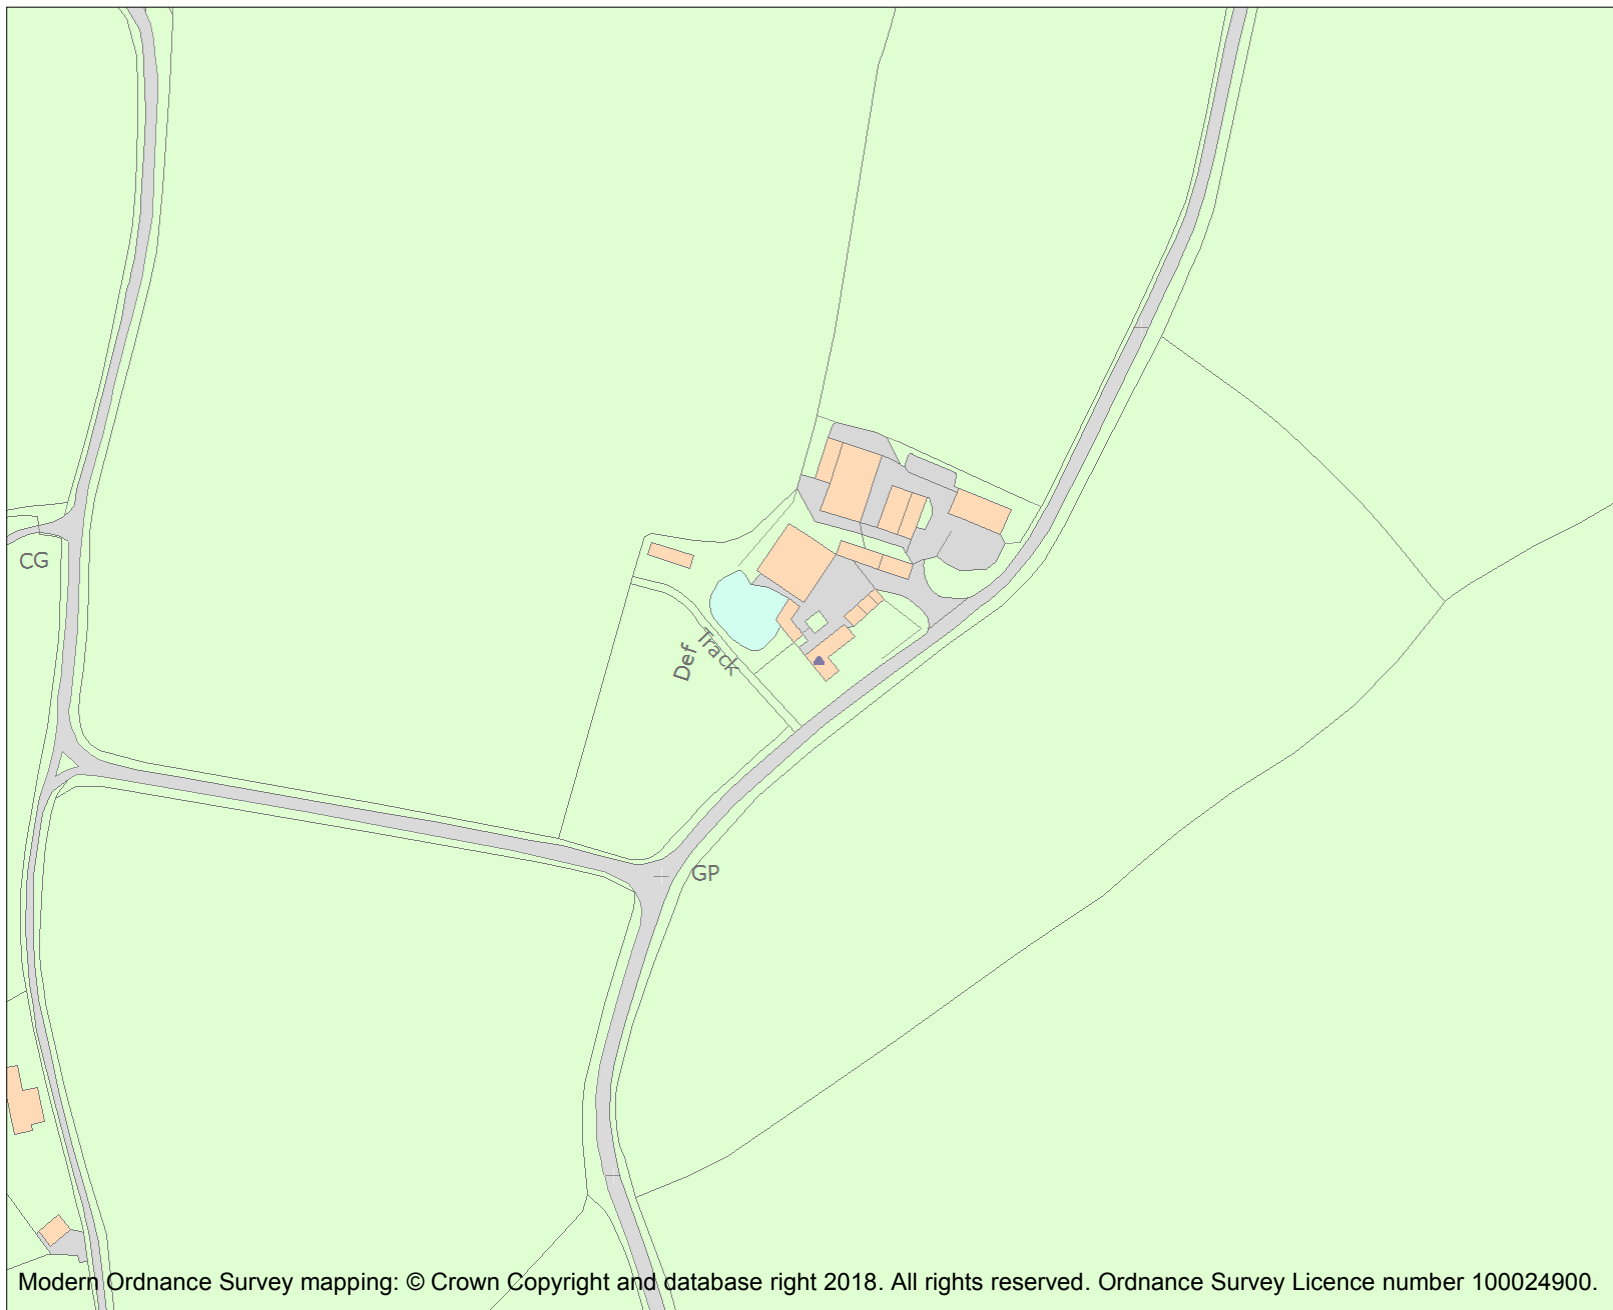 CG
Track
Def
GP
Modern Ordnance Survey mapping: © Crown Copyright and database right 2018. All rights reserved. Ordnance Survey Licence number 100024900.